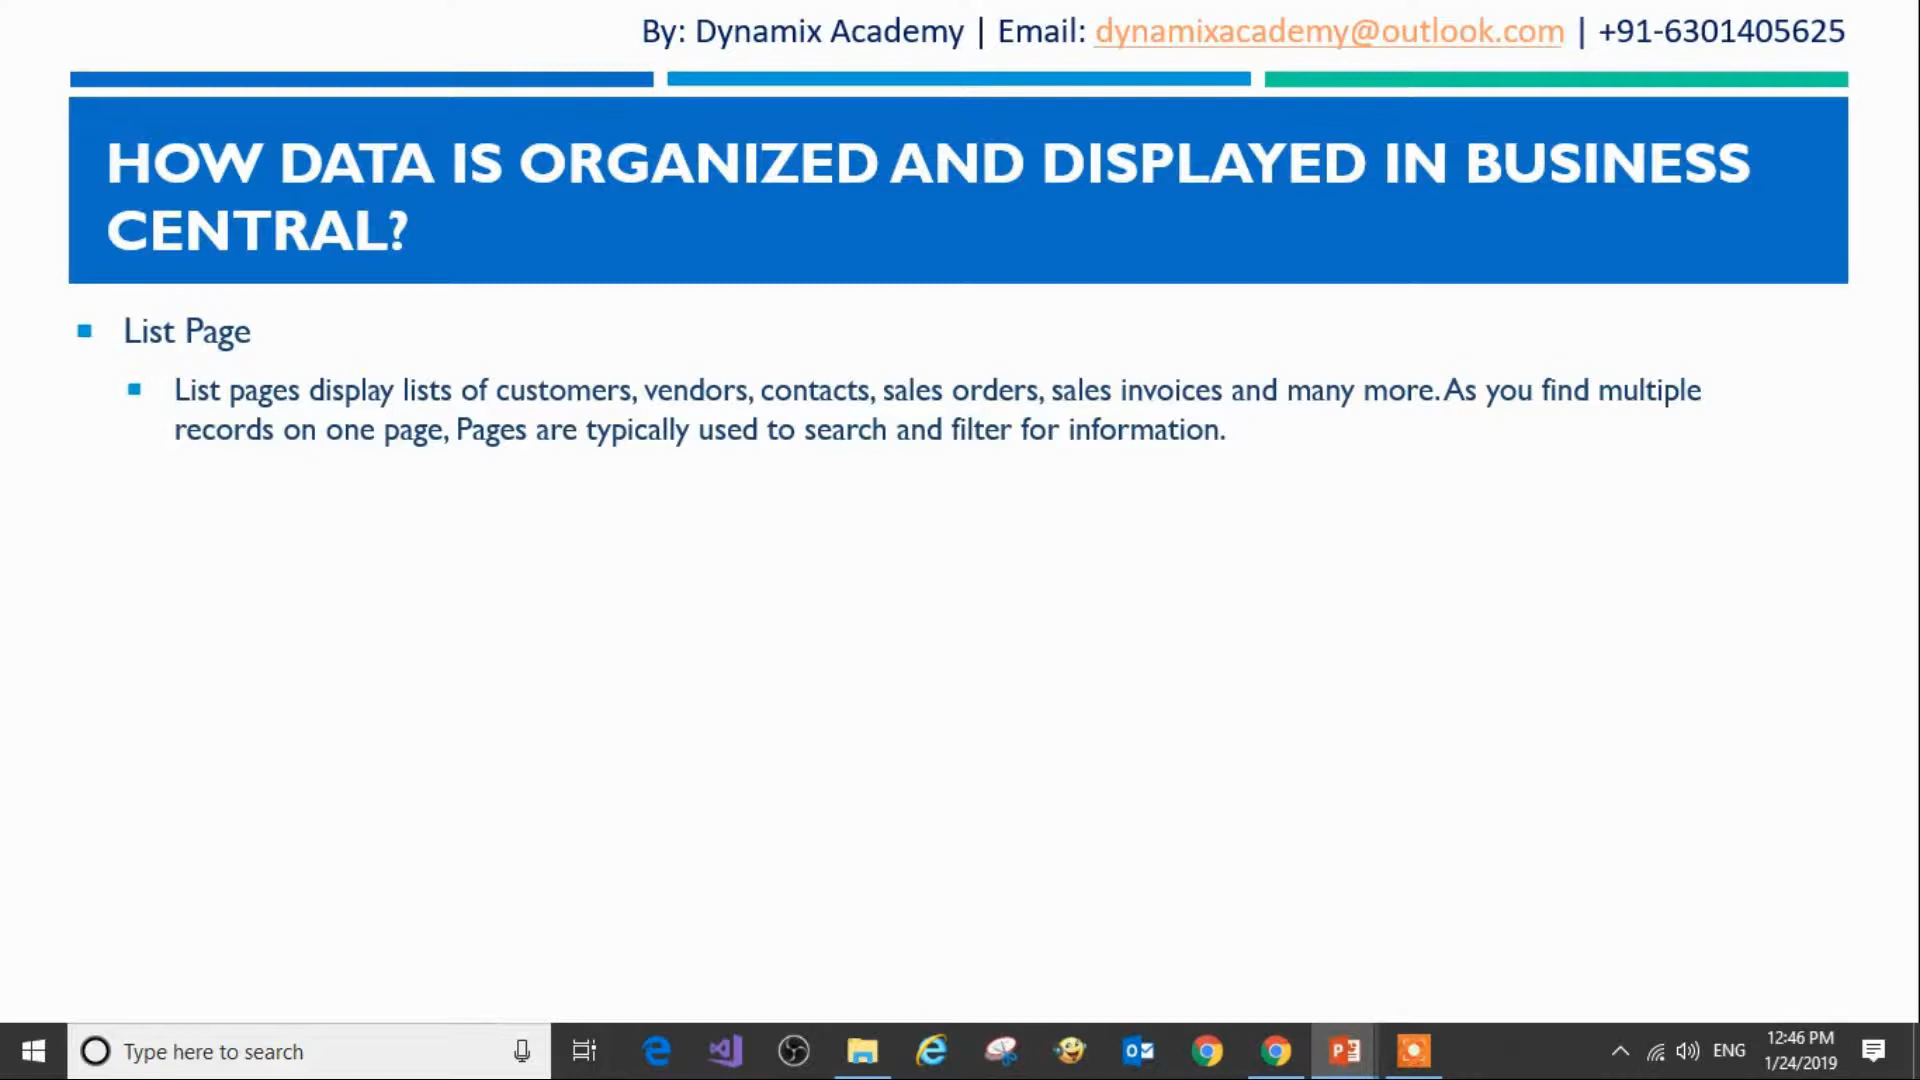 By: Dynamix Academy | Email: dynamixacademy@outlook.com | +91-6301405625
HOW DATA IS ORGANIZED AND DISPLAYED IN BUSINESS
CENTRAL?
List Page
List pages display lists of customers, vendors, contacts, sales orders, sales invoices and many more. As you find multiple
records on one page, Pages are typically used to search and filter for information.
Type here to search
ENG
12:46 PM
1/24/2019